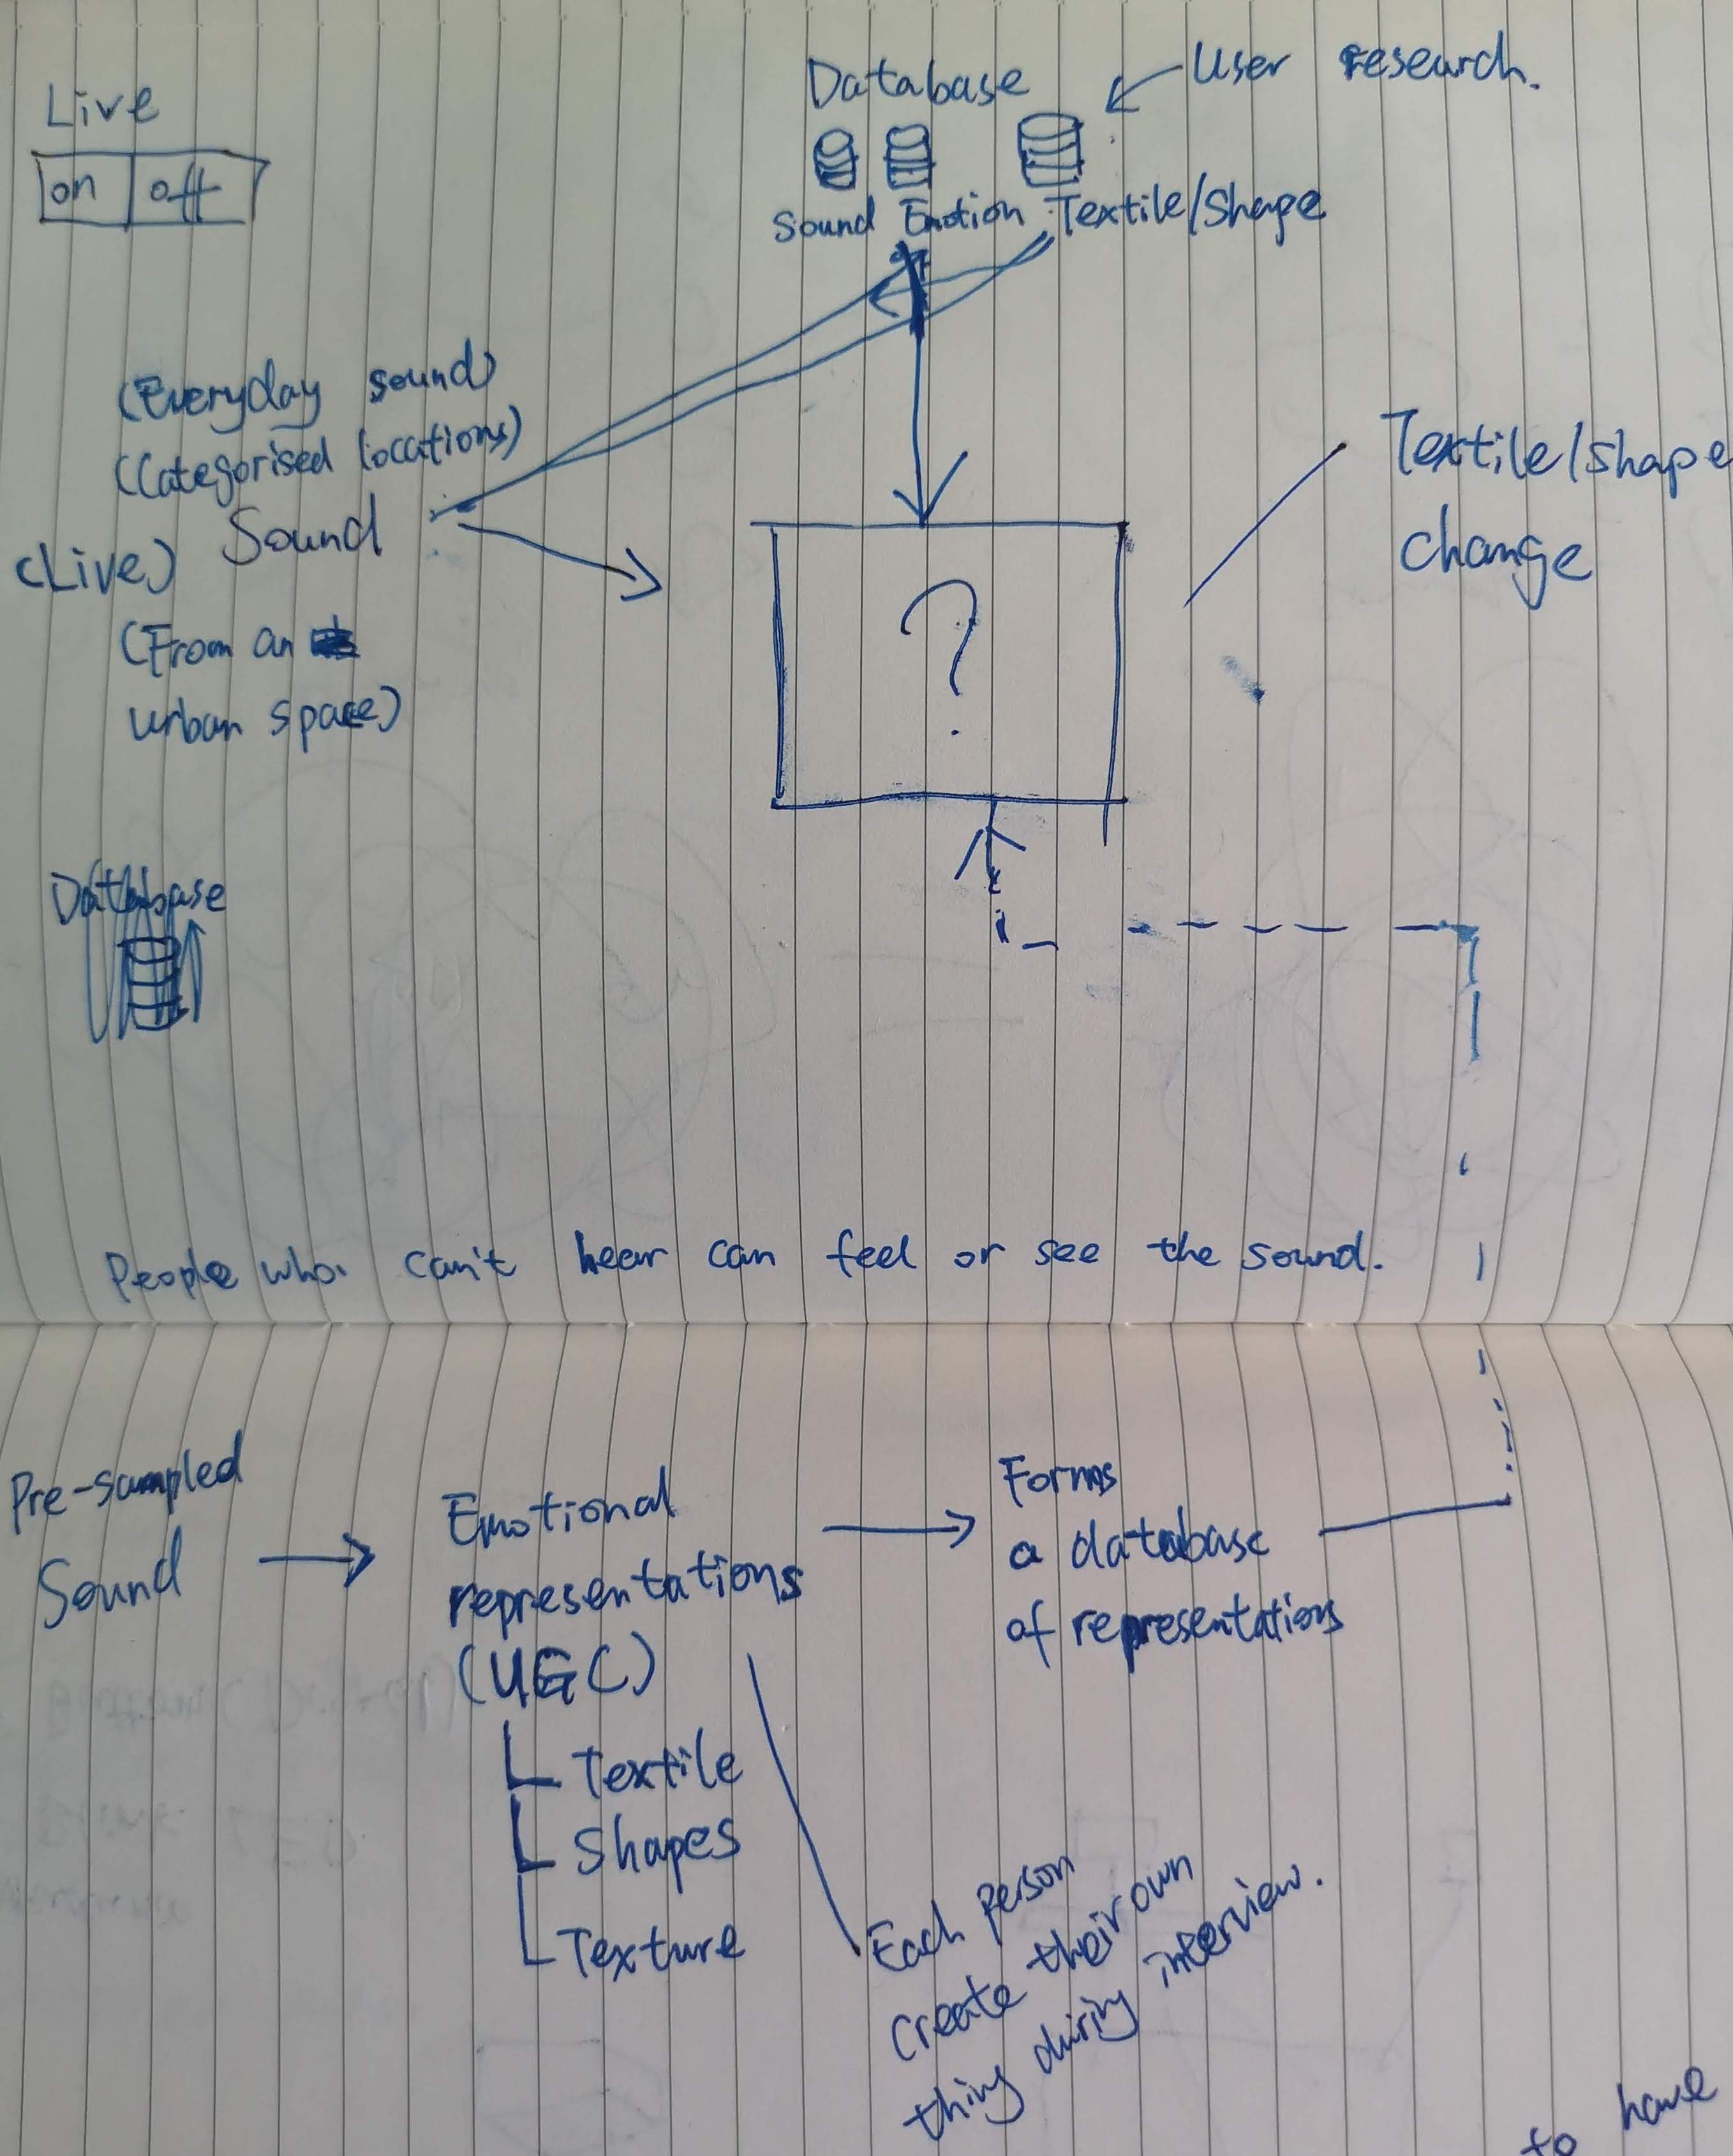 Live
on off
Database
User research.
Sound Emotion Textile/Shape
(Everyday sound)
(Categorised locations)
(Live) Sound
(From an
urban space)
?
Textile/Shape
change
Database
People who can't hear can feel or see the sound.
Pre-sampled
Sound
Emotional
representations
(UGC)
Textile
Shapes
Texture
Forms
a database
of representations
Each person
create their own
thing during interview.
to have